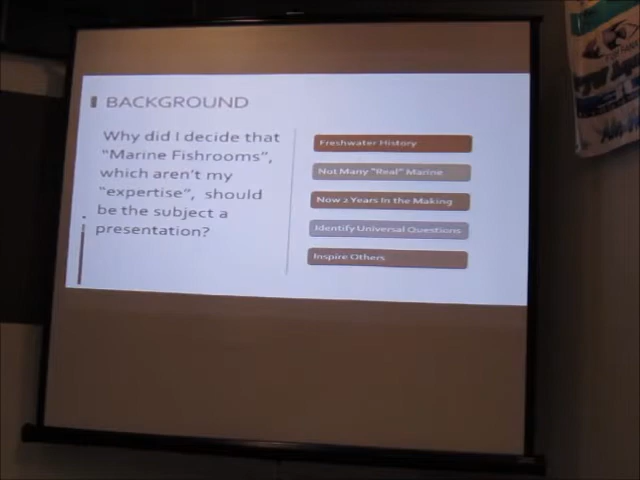 BACKGROUND
Why did I decide that
"Marine Fishrooms",
which aren't my
"expertise", should
be the subject a
presentation?
Freshwater History
Not Many "Real" Marine
Now 2 Years In the Making
Identify Universal Questions
Inspire Others